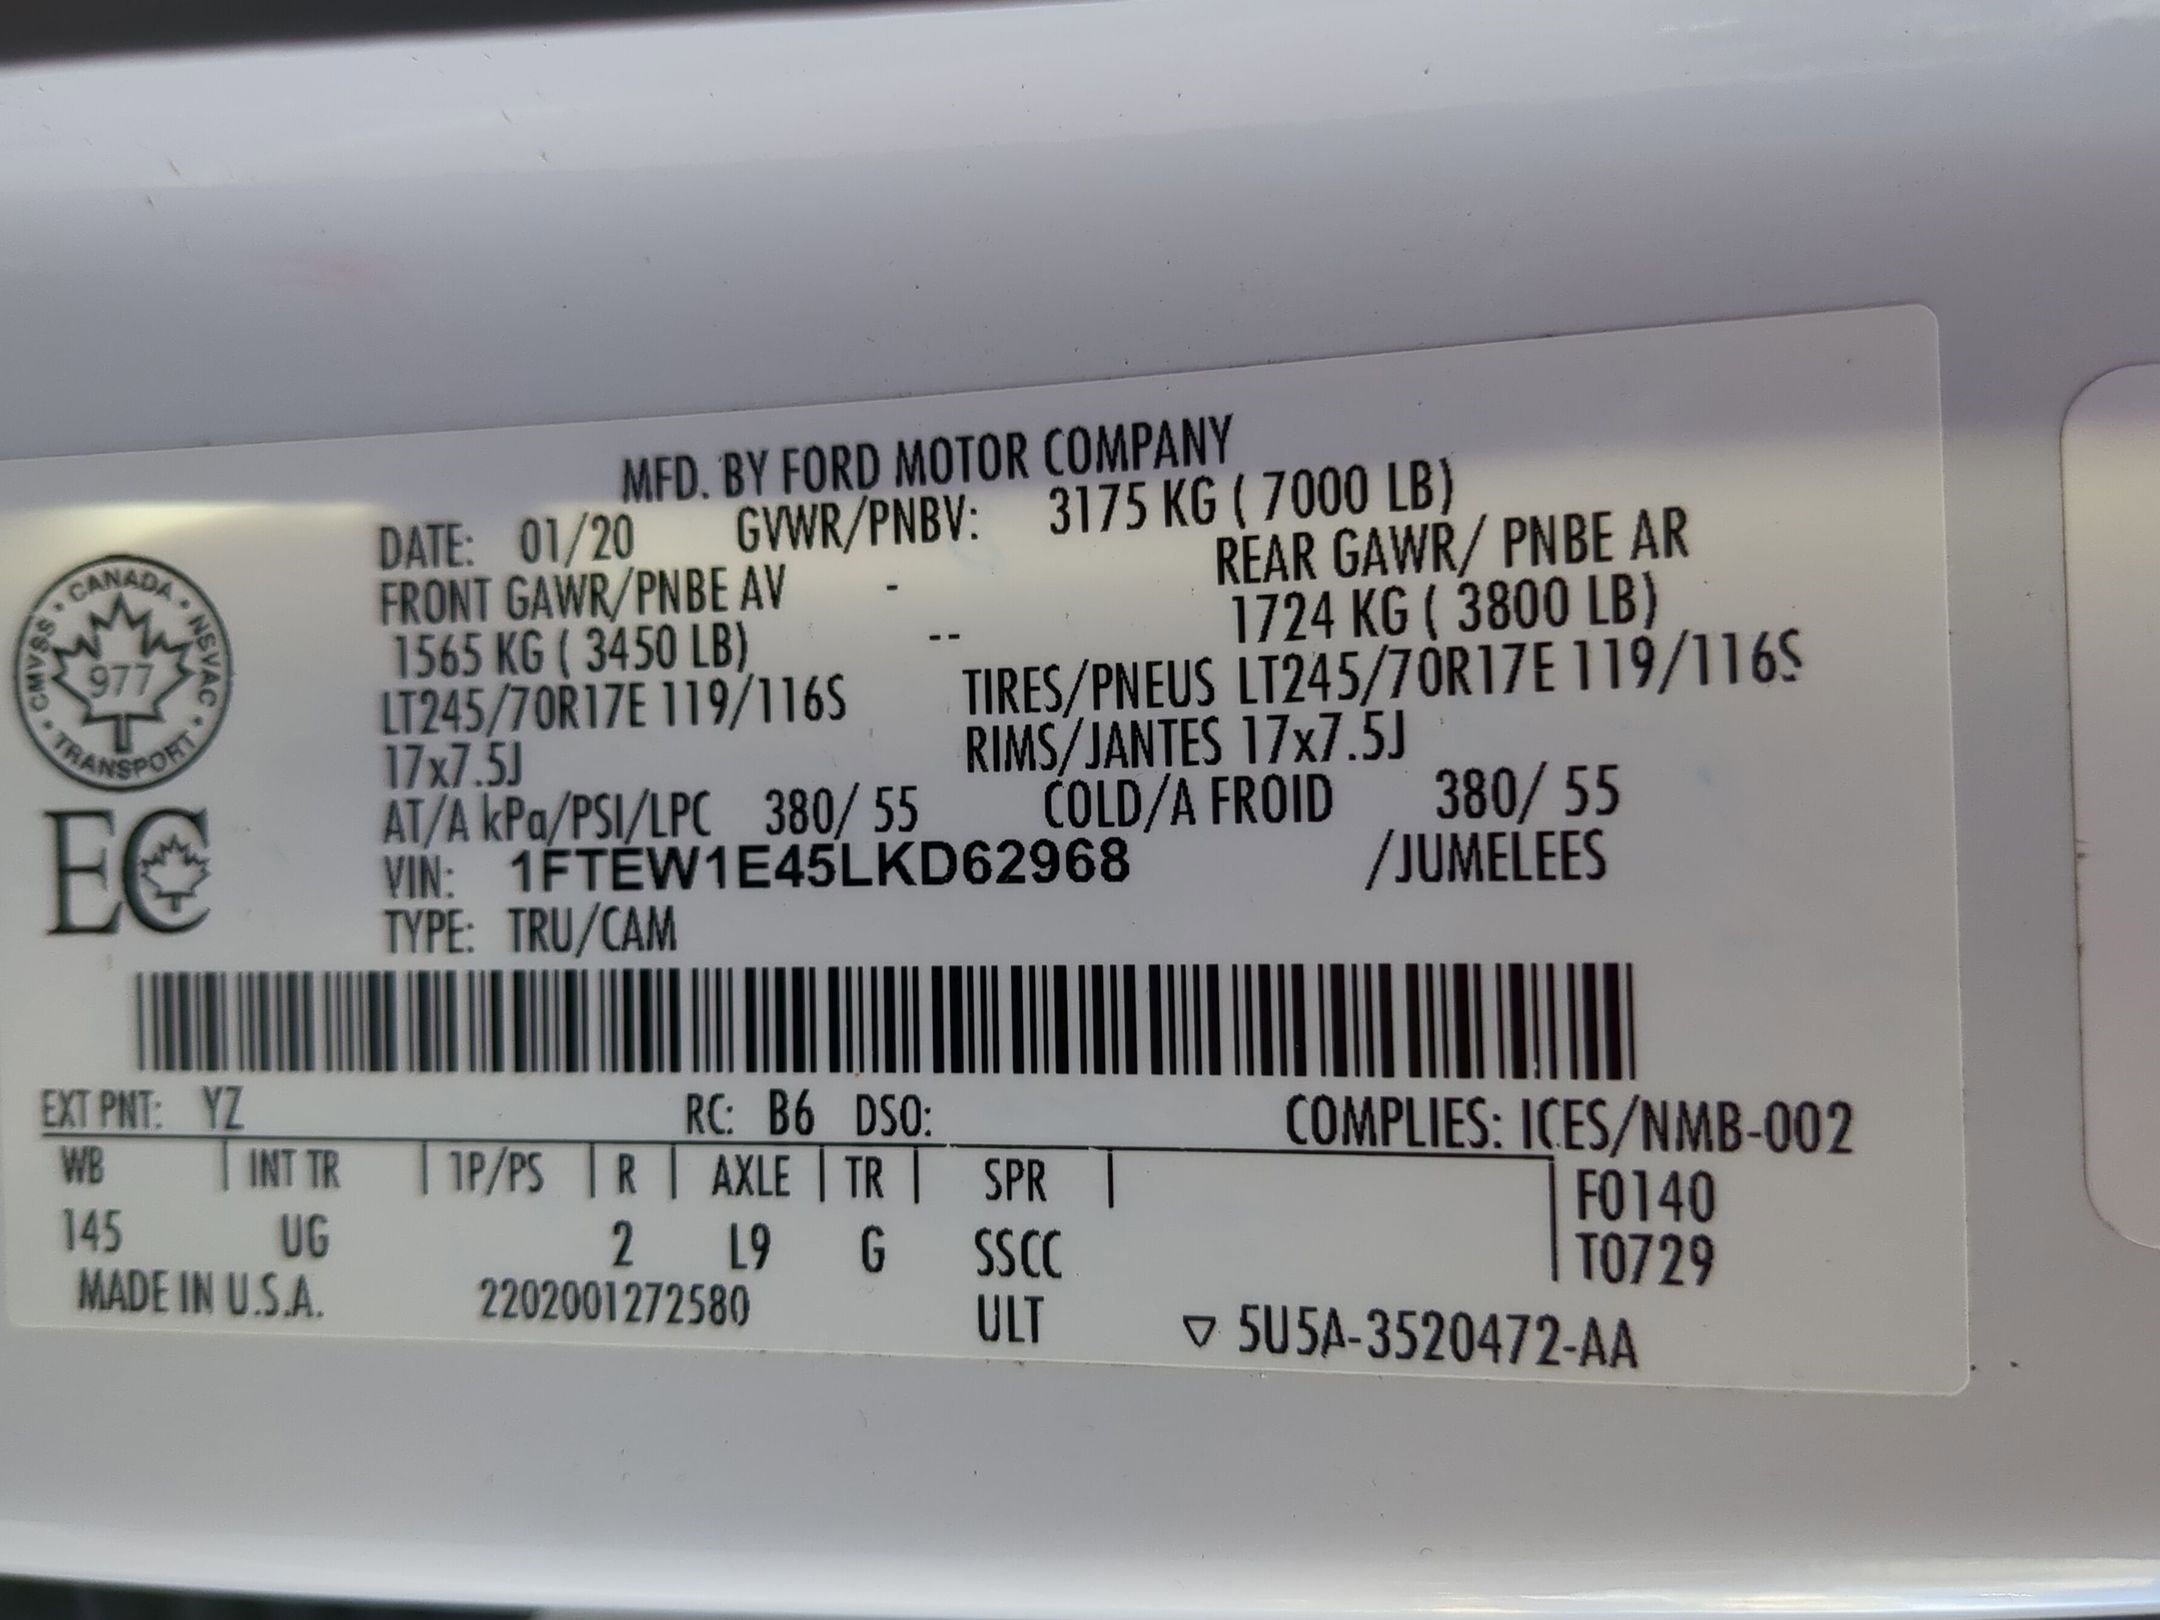 MFD. BY FORD MOTOR COMPANY
DATE: 01/20 GVWR/PNBV: 3175 KG ( 7000 LB)
FRONT GAWR/PNBE AV - REAR GAWR/ PNBE AR
1565 KG ( 3450 LB) -- 1724 KG ( 3800 LB)
LT245/70R17E 119/116S TIRES/PNEUS LT245/70R17E 119/116S
17x7.5J RIMS/JANTES 17x7.5J
AT/A kPa/PSI/LPC 380/ 55 COLD/A FROID 380/ 55
VIN: 1FTEW1E45LKD62968 /JUMELEES
TYPE: TRU/CAM
CANADA · NSVAC · TRANSPORT · CMVSS ·
977
EC
EXT PNT: YZ RC: B6 DSO: COMPLIES: ICES/NMB-002
WB | INT TR | TP/PS | R | AXLE | TR | SPR | F0140
145 UG 2 L9 G SSCC T0729
MADE IN U.S.A. 2202001272580 ULT ▽ 5U5A-3520472-AA